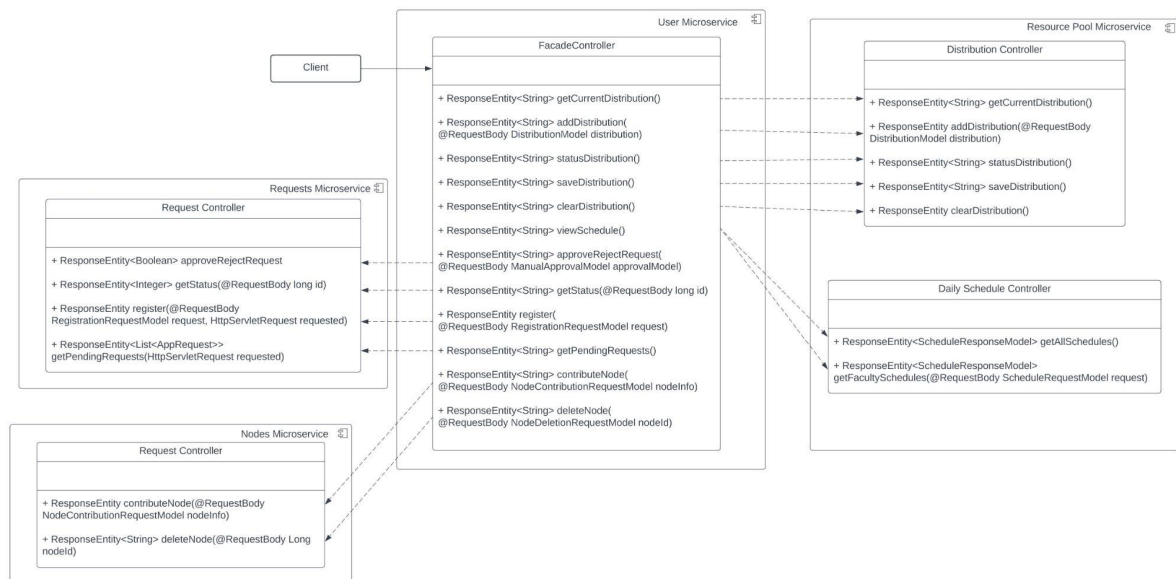 User Microservice
FacadeController
Client
+ ResponseEntity<String> getCurrentDistribution()
+ ResponseEntity<String> addDistribution(
@RequestBody DistributionModel distribution)
+ ResponseEntity<String> statusDistribution()
+ ResponseEntity<String> saveDistribution()
+ ResponseEntity<String> clearDistribution()
+ ResponseEntity<String> viewSchedule()
+ ResponseEntity<String> approveRejectRequest(
@RequestBody ManualApprovalModel approvalModel)
+ ResponseEntity<String> getStatus(@RequestBody long id)
+ ResponseEntity register(
@RequestBody RegistrationRequestModel request)
+ ResponseEntity<String> getPendingRequests()
+ ResponseEntity<String> contributeNode(
@RequestBody NodeContributionRequestModel nodeInfo)
+ ResponseEntity<String> deleteNode(
@RequestBody NodeDeletionRequestModel nodeId)
Resource Pool Microservice
Distribution Controller
+ ResponseEntity<String> getCurrentDistribution()
+ ResponseEntity addDistribution(@RequestBody
DistributionModel distribution)
+ ResponseEntity<String> statusDistribution()
+ ResponseEntity<String> saveDistribution()
+ ResponseEntity clearDistribution()
Daily Schedule Controller
+ ResponseEntity<ScheduleResponseModel> getAllSchedules()
+ ResponseEntity<ScheduleResponseModel>
getFacultySchedules(@RequestBody ScheduleRequestModel request)
Requests Microservice
Request Controller
+ ResponseEntity<Boolean> approveRejectRequest
+ ResponseEntity<Integer> getStatus(@RequestBody long id)
+ ResponseEntity register(@RequestBody
RegistrationRequestModel request, HttpServletRequest requested)
+ ResponseEntity<List<AppRequest>>
getPendingRequests(HttpServletRequest requested)
Nodes Microservice
Request Controller
+ ResponseEntity contributeNode(@RequestBody
NodeContributionRequestModel nodeInfo)
+ ResponseEntity<String> deleteNode(@RequestBody Long
nodeId)